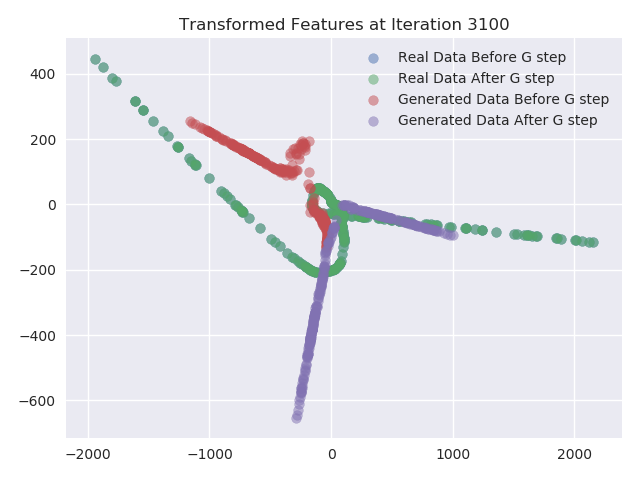 Transformed Features at Iteration 3100
Real Data Before G step
Real Data After G step
Generated Data Before G step
Generated Data After G step
400
200
0
−200
−400
−600
−2000 −1000 0 1000 2000